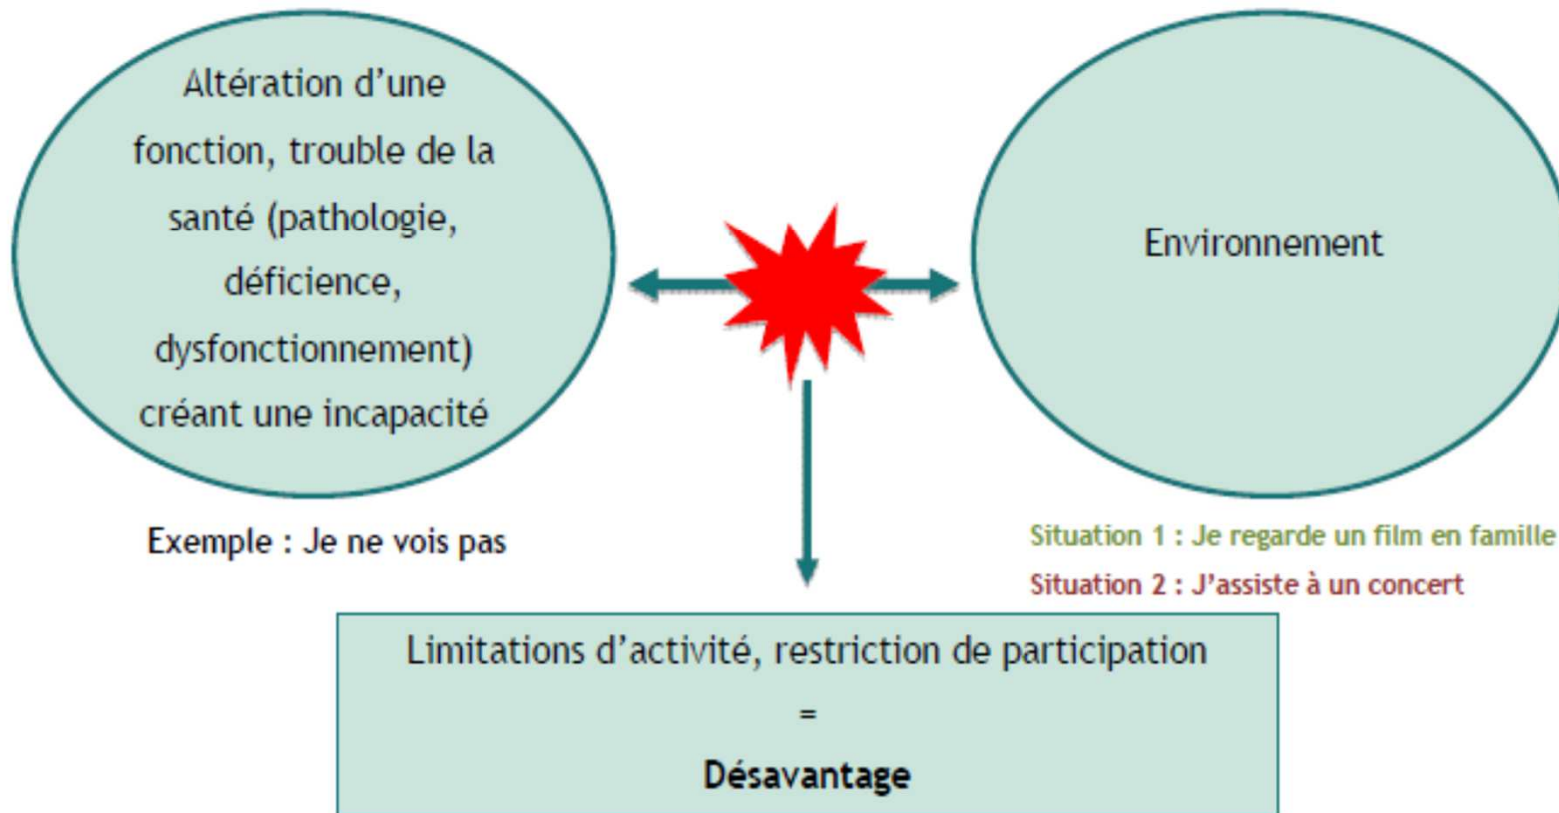 Altération d’une
fonction, trouble de la
santé (pathologie,
déficience,
dysfonctionnement)
créant une incapacité
Environnement
Exemple : Je ne vois pas
Situation 1 : Je regarde un film en famille
Situation 2 : J’assiste à un concert
Limitations d’activité, restriction de participation
=
Désavantage